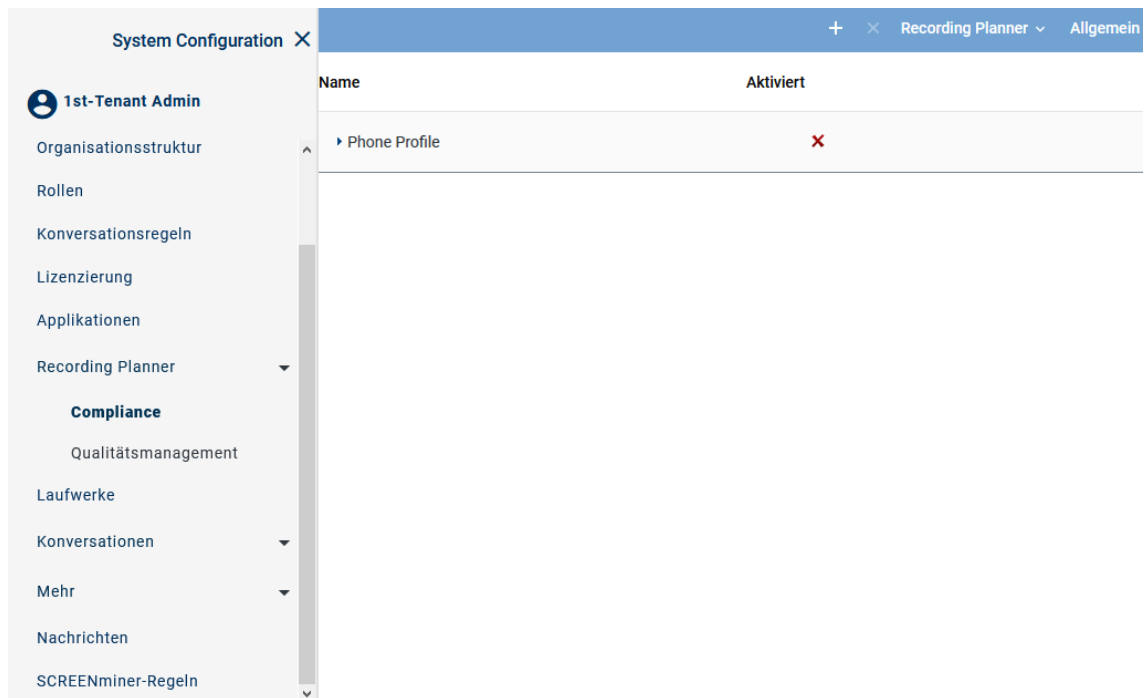 System Configuration
1st-Tenant Admin
Organisationsstruktur
Rollen
Konversationsregeln
Lizenzierung
Applikationen
Recording Planner
Compliance
Qualitätsmanagement
Laufwerke
Konversationen
Mehr
Nachrichten
SCREENminer-Regeln
Recording Planner Allgemein
Name Aktiviert
Phone Profile